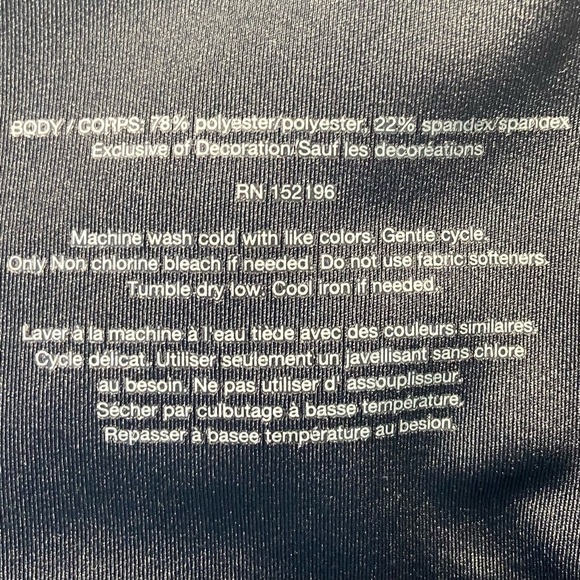 BODY / CORPS: 78% polyester/polyester, 22% spandex/spandex
Exclusive of Decoration/Sauf les decoréations
RN 152196
Machine wash cold with like colors. Gentle cycle.
Only Non chlorine bleach if needed. Do not use fabric softeners.
Tumble dry low. Cool iron if needed.
Laver à la machine à l'eau tiède avec des couleurs similaires,
Cycle délicat. Utiliser seulement un javellisant sans chlore
au besoin. Ne pas utiliser d' assouplisseur.
Sécher par culbutage à basse température,
Repasser à basee température au besion.